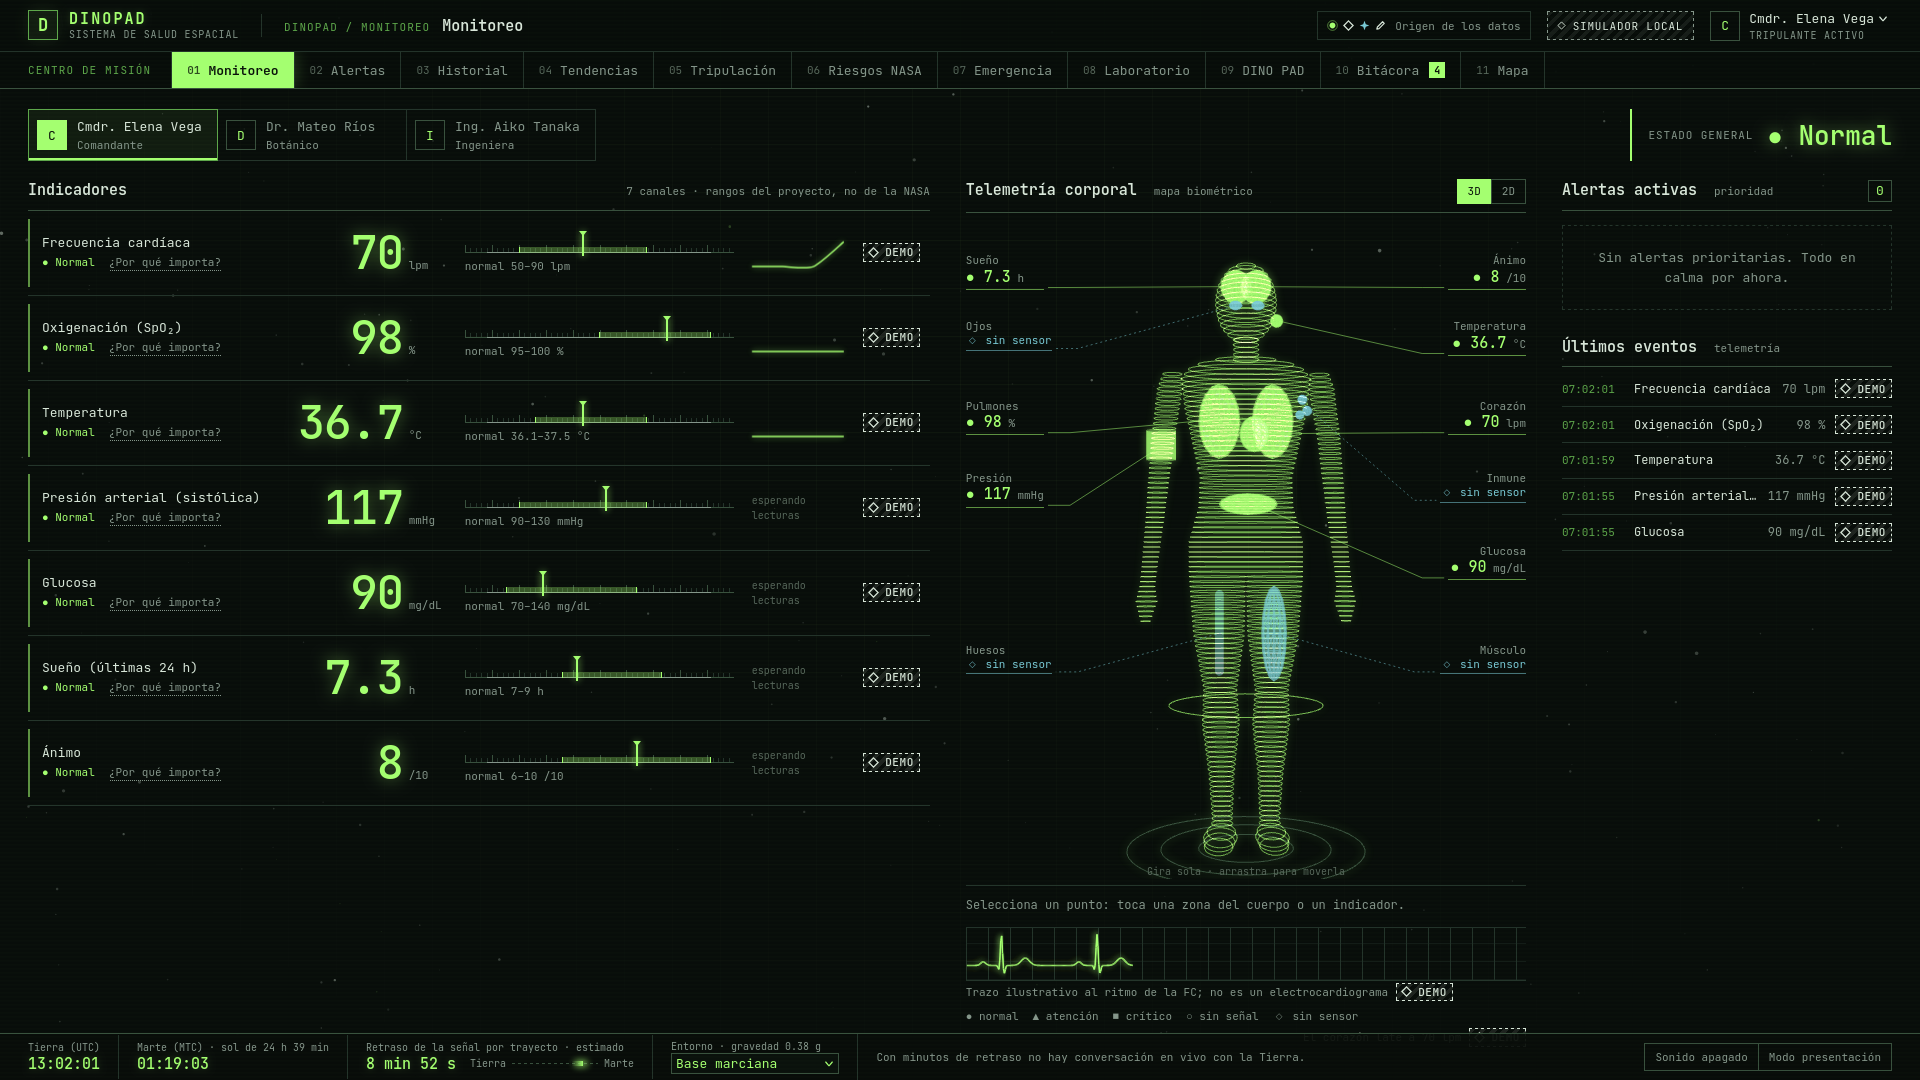 D DINOPAD
SISTEMA DE SALUD ESPACIAL
DINOPAD / MONITOREO Monitoreo
Origen de los datos
SIMULADOR LOCAL
C Cmdr. Elena Vega
TRIPULANTE ACTIVO
CENTRO DE MISIÓN 01 Monitoreo 02 Alertas 03 Historial 04 Tendencias 05 Tripulación 06 Riesgos NASA 07 Emergencia 08 Laboratorio 09 DINO PAD 10 Bitácora 4 11 Mapa
C Cmdr. Elena Vega
Comandante
D Dr. Mateo Ríos
Botánico
I Ing. Aiko Tanaka
Ingeniera
ESTADO GENERAL ● Normal
Indicadores 7 canales · rangos del proyecto, no de la NASA
Frecuencia cardíaca
● Normal ¿Por qué importa?
70 lpm
normal 50–90 lpm
DEMO
Oxigenación (SpO₂)
● Normal ¿Por qué importa?
98 %
normal 95–100 %
DEMO
Temperatura
● Normal ¿Por qué importa?
36.7 °C
normal 36.1–37.5 °C
DEMO
Presión arterial (sistólica)
● Normal ¿Por qué importa?
117 mmHg
normal 90–130 mmHg
esperando
lecturas
DEMO
Glucosa
● Normal ¿Por qué importa?
90 mg/dL
normal 70–140 mg/dL
esperando
lecturas
DEMO
Sueño (últimas 24 h)
● Normal ¿Por qué importa?
7.3 h
normal 7–9 h
esperando
lecturas
DEMO
Ánimo
● Normal ¿Por qué importa?
8 /10
normal 6–10 /10
esperando
lecturas
DEMO
Telemetría corporal mapa biométrico 3D 2D
Sueño
● 7.3 h
Ánimo
● 8 /10
Ojos
◇ sin sensor
Temperatura
● 36.7 °C
Pulmones
● 98 %
Corazón
● 70 lpm
Presión
● 117 mmHg
Inmune
◇ sin sensor
Glucosa
● 90 mg/dL
Huesos
◇ sin sensor
Músculo
◇ sin sensor
Gira sola · arrastra para moverla
Selecciona un punto: toca una zona del cuerpo o un indicador.
Trazo ilustrativo al ritmo de la FC; no es un electrocardiograma DEMO
● normal ▲ atención ■ crítico ○ sin señal ◇ sin sensor
El corazón late a 70 lpm DEMO
Alertas activas prioridad 0
Sin alertas prioritarias. Todo en
calma por ahora.
Últimos eventos telemetría
07:02:01 Frecuencia cardíaca 70 lpm DEMO
07:02:01 Oxigenación (SpO₂) 98 % DEMO
07:01:59 Temperatura 36.7 °C DEMO
07:01:55 Presión arterial… 117 mmHg DEMO
07:01:55 Glucosa 90 mg/dL DEMO
Tierra (UTC)
13:02:01
Marte (MTC) · sol de 24 h 39 min
01:19:03
Retraso de la señal por trayecto · estimado
8 min 52 s Tierra Marte
Entorno · gravedad 0.38 g
Base marciana
Con minutos de retraso no hay conversación en vivo con la Tierra.
Sonido apagado Modo presentación